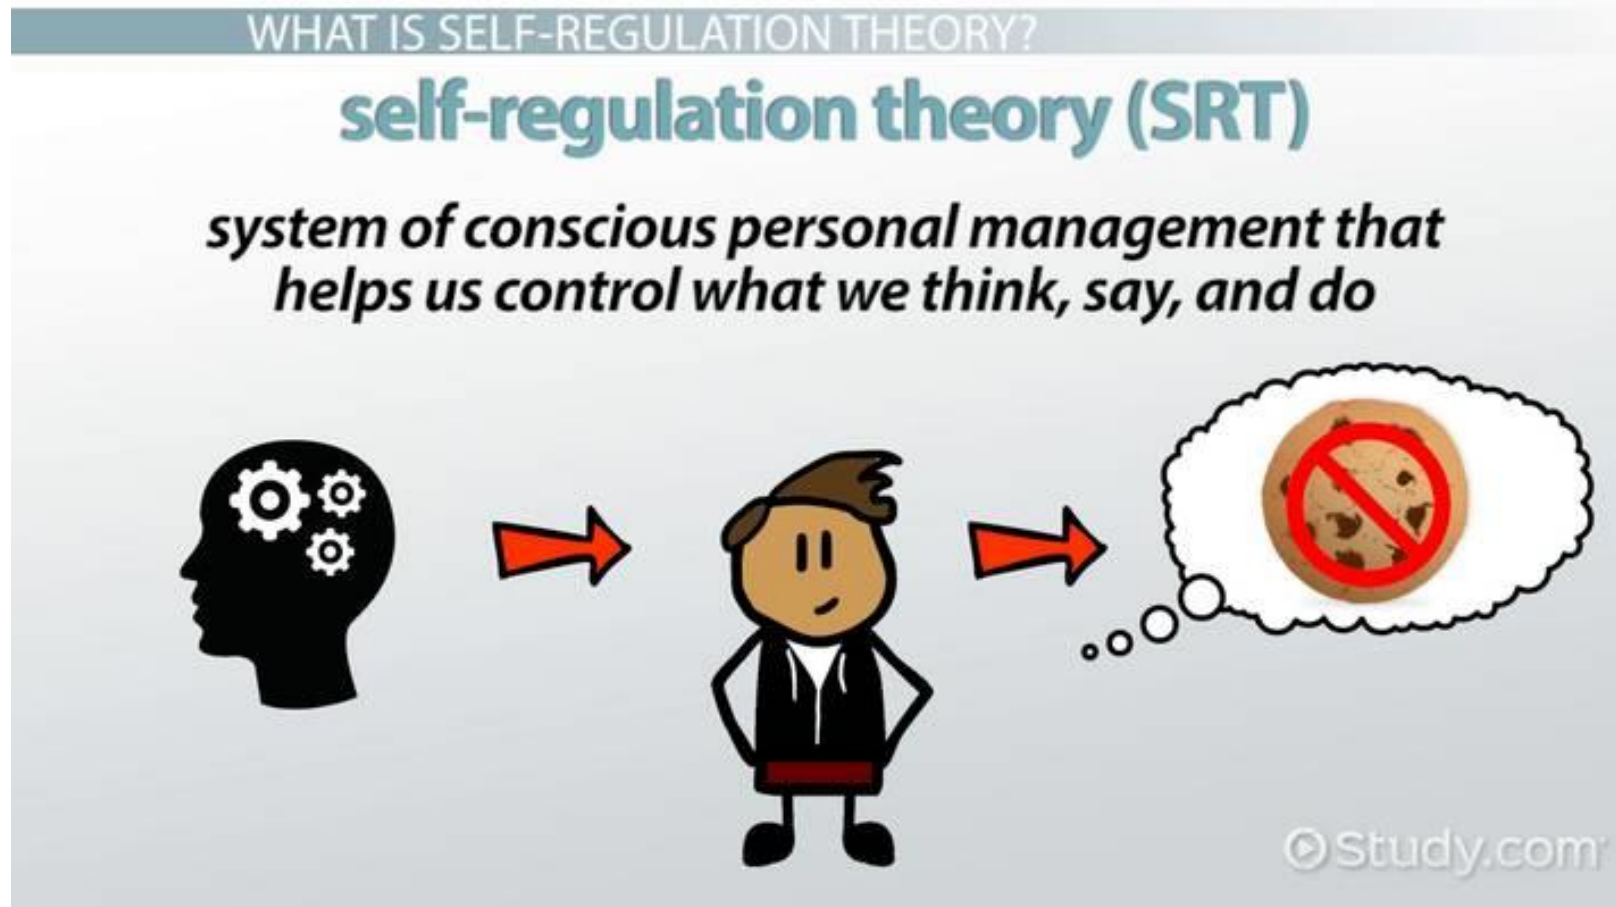 WHAT IS SELF-REGULATION THEORY?
self-regulation theory (SRT)
system of conscious personal management that
helps us control what we think, say, and do
Study.com